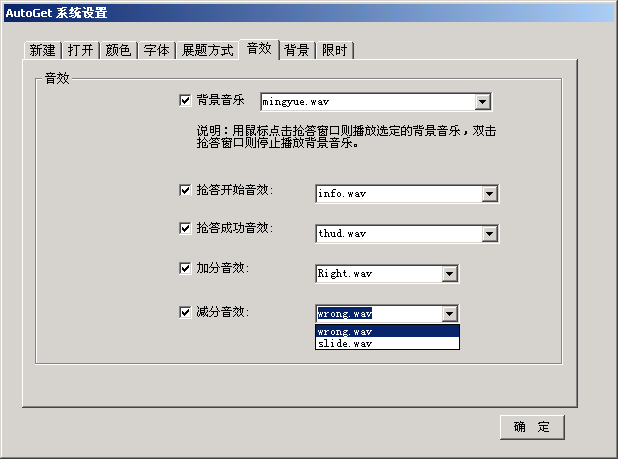 AutoGet 系统设置
新建 打开 颜色 字体 展题方式 音效 背景 限时
音效
背景音乐 mingyue.wav
说明：用鼠标点击抢答窗口则播放选定的背景音乐，双击
抢答窗口则停止播放背景音乐。
抢答开始音效: info.wav
抢答成功音效: thud.wav
加分音效: Right.wav
减分音效: wrong.wav
wrong.wav
slide.wav
确 定